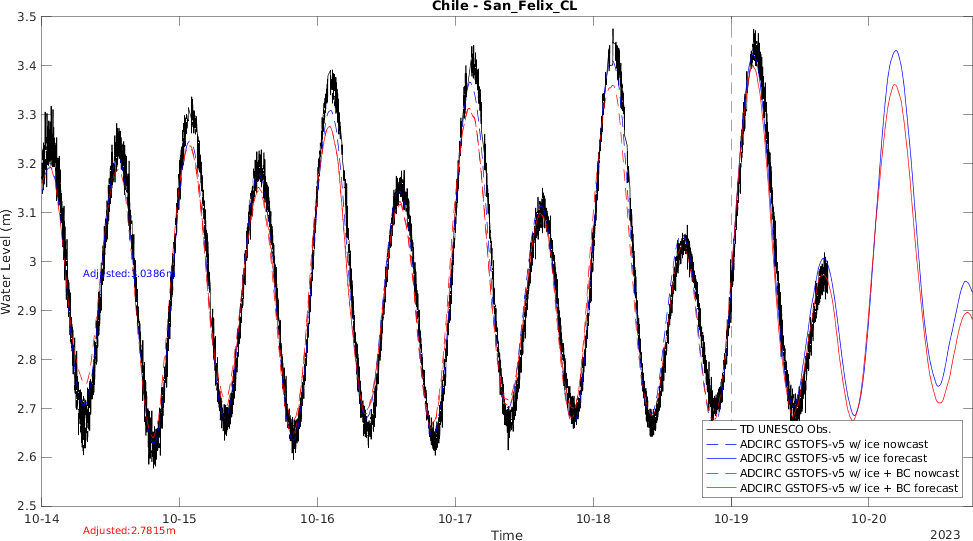 Chile - San_Felix_CL
3.5
3.4
3.3
3.2
3.1
3
2.9
2.8
2.7
2.6
2.5
Water Level (m)
Adjusted:3.0386m
Adjusted:2.7815m
TD UNESCO Obs.
ADCIRC GSTOFS-v5 w/ ice nowcast
ADCIRC GSTOFS-v5 w/ ice forecast
ADCIRC GSTOFS-v5 w/ ice + BC nowcast
ADCIRC GSTOFS-v5 w/ ice + BC forecast
10-14 10-15 10-16 10-17 10-18 10-19 10-20
Time
2023